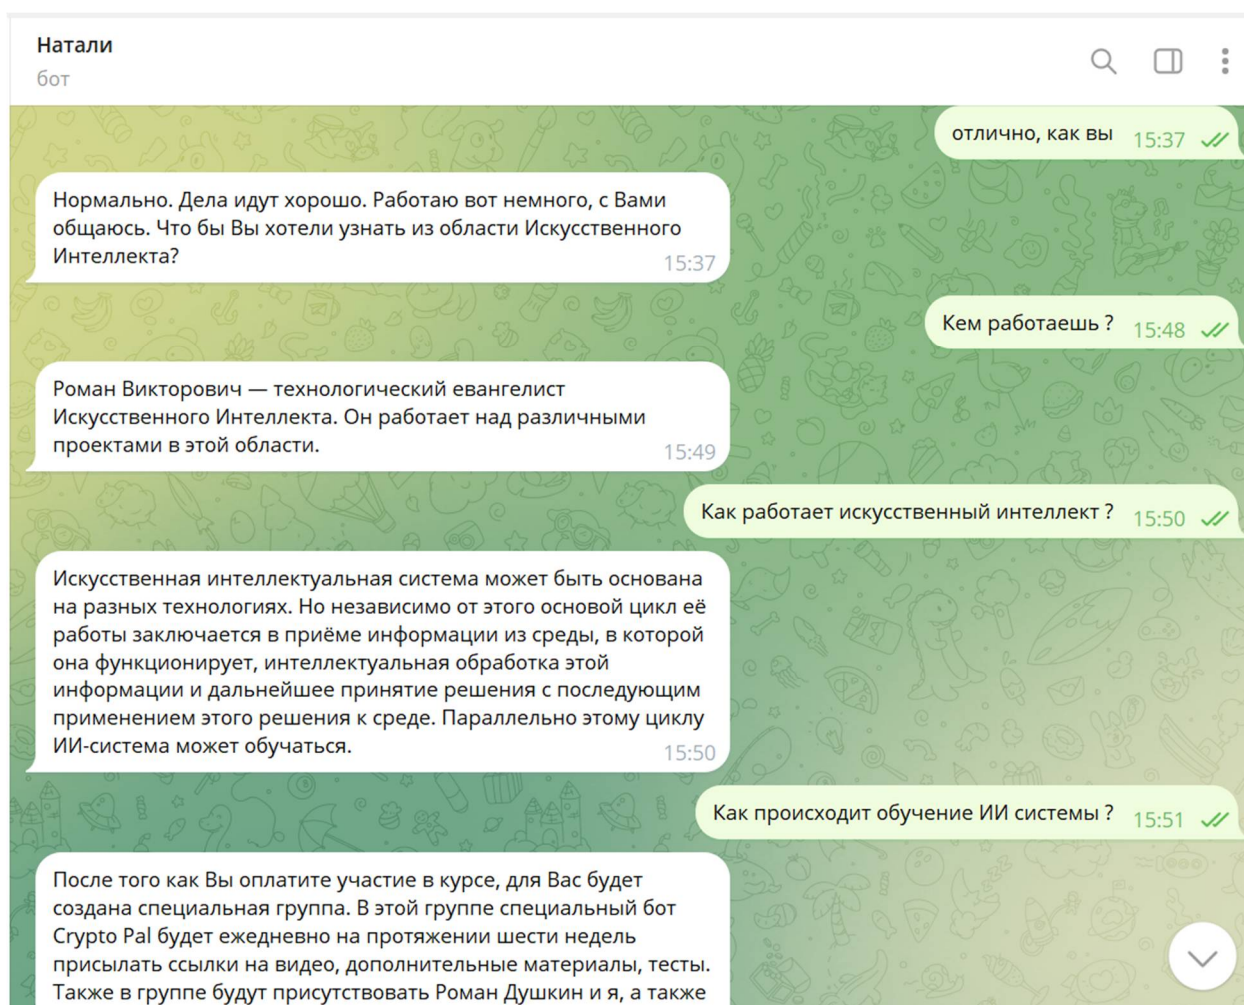 Натали
бот
отлично, как вы 15:37
Нормально. Дела идут хорошо. Работаю вот немного, с Вами
общаюсь. Что бы Вы хотели узнать из области Искусственного
Интеллекта?
15:37
Кем работаешь ? 15:48
Роман Викторович — технологический евангелист
Искусственного Интеллекта. Он работает над различными
проектами в этой области.
15:49
Как работает искусственный интеллект ? 15:50
Искусственная интеллектуальная система может быть основана
на разных технологиях. Но независимо от этого основой цикл её
работы заключается в приёме информации из среды, в которой
она функционирует, интеллектуальная обработка этой
информации и дальнейшее принятие решения с последующим
применением этого решения к среде. Параллельно этому циклу
ИИ-система может обучаться.
15:50
Как происходит обучение ИИ системы ? 15:51
После того как Вы оплатите участие в курсе, для Вас будет
создана специальная группа. В этой группе специальный бот
Crypto Pal будет ежедневно на протяжении шести недель
присылать ссылки на видео, дополнительные материалы, тесты.
Также в группе будут присутствовать Роман Душкин и я, а также